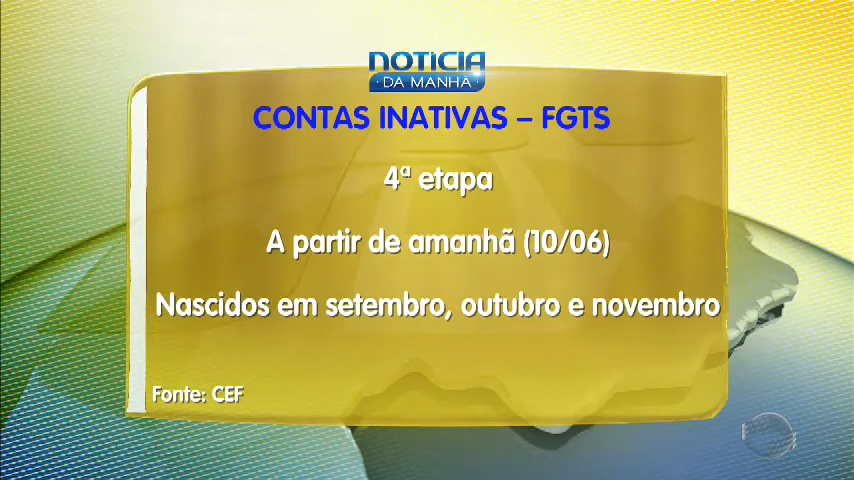 NOTICIA
· DA MANHÃ ·
CONTAS INATIVAS – FGTS
4ª etapa
A partir de amanhã (10/06)
Nascidos em setembro, outubro e novembro
Fonte: CEF